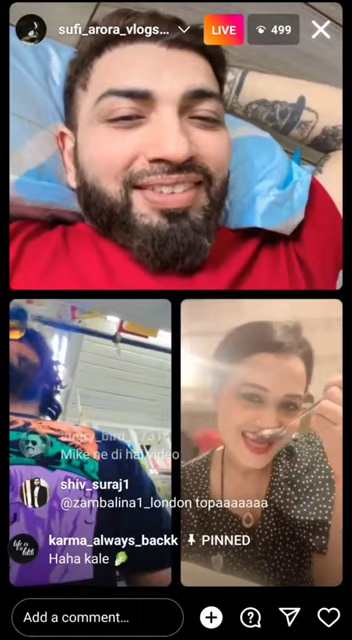 sufi_arora_vlogs...
LIVE
499
Mike ne di hai video
shiv_suraj1
@zambalina1_london topaaaaaaa
karma_always_backk PINNED
Haha kale
Add a comment...